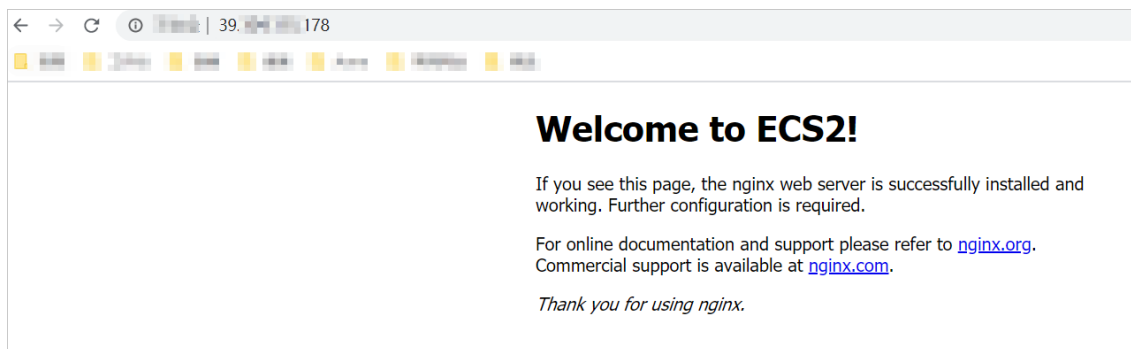 39. 178
Welcome to ECS2!
If you see this page, the nginx web server is successfully installed and
working. Further configuration is required.
For online documentation and support please refer to nginx.org.
Commercial support is available at nginx.com.
Thank you for using nginx.